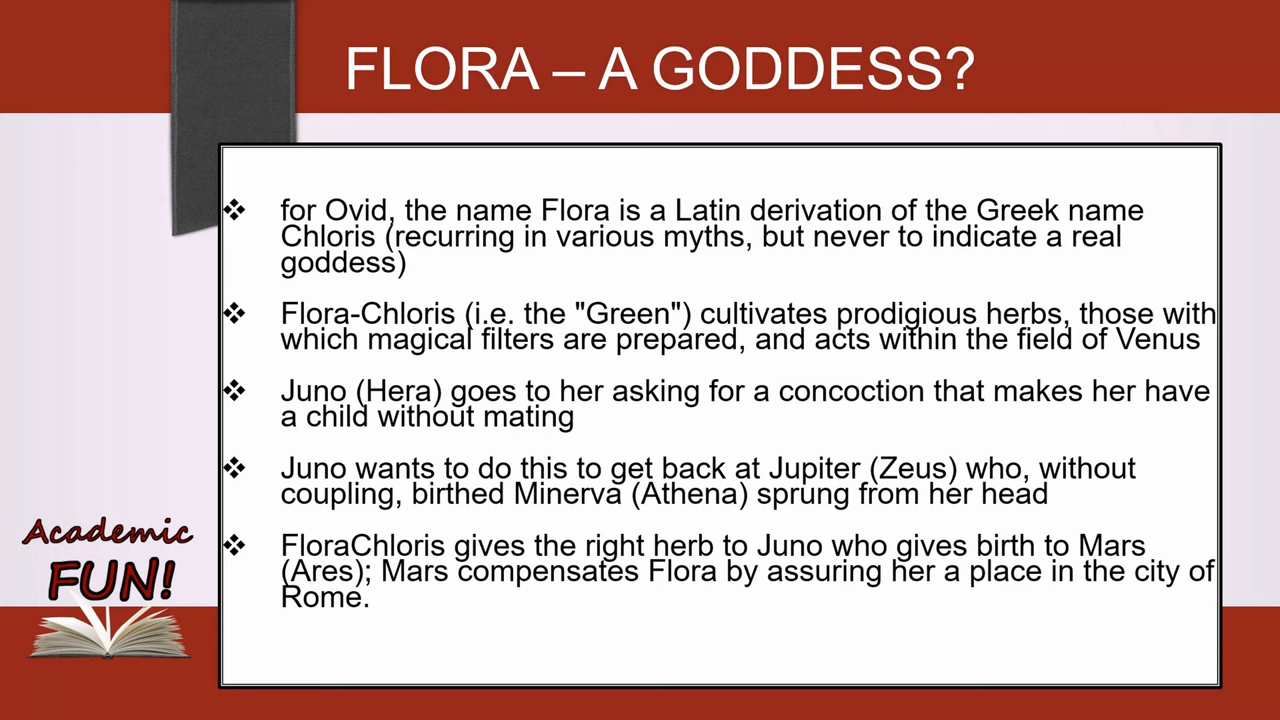 FLORA – A GODDESS?
❖ for Ovid, the name Flora is a Latin derivation of the Greek name
Chloris (recurring in various myths, but never to indicate a real
goddess)
❖ Flora-Chloris (i.e. the "Green") cultivates prodigious herbs, those with
which magical filters are prepared, and acts within the field of Venus
❖ Juno (Hera) goes to her asking for a concoction that makes her have
a child without mating
❖ Juno wants to do this to get back at Jupiter (Zeus) who, without
coupling, birthed Minerva (Athena) sprung from her head
❖ FloraChloris gives the right herb to Juno who gives birth to Mars
(Ares); Mars compensates Flora by assuring her a place in the city of
Rome.
Academic
FUN!